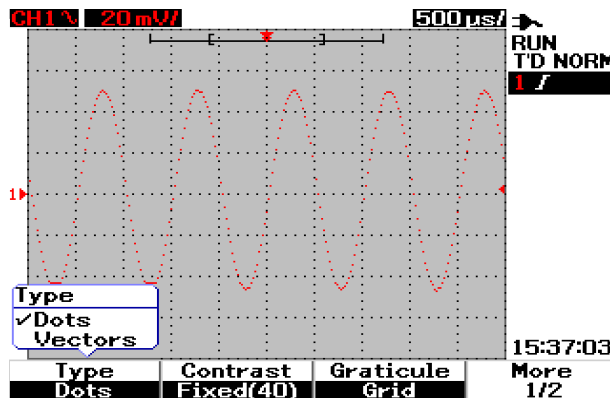 CH1∿ 20mV/ 500µs/
RUN
T'D NORM
1
1
Type
✓Dots
Vectors
15:37:03
Type Contrast Graticule More
Dots Fixed(40) Grid 1/2